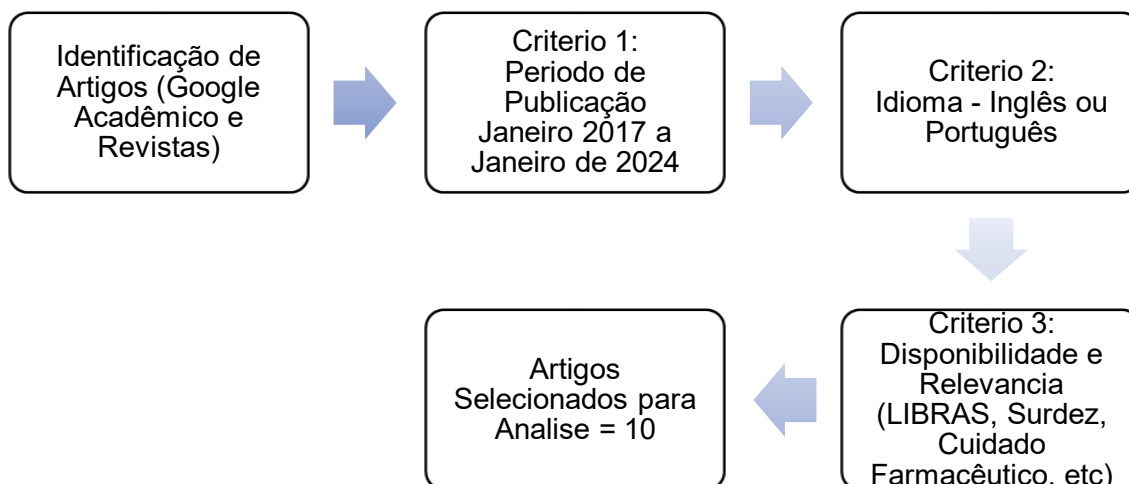 Identificação de
Artigos (Google
Acadêmico e
Revistas)
Criterio 1:
Periodo de
Publicação
Janeiro 2017 a
Janeiro de 2024
Criterio 2:
Idioma - Inglês ou
Português
Criterio 3:
Disponibilidade e
Relevancia
(LIBRAS, Surdez,
Cuidado
Farmacêutico, etc)
Artigos
Selecionados para
Analise = 10